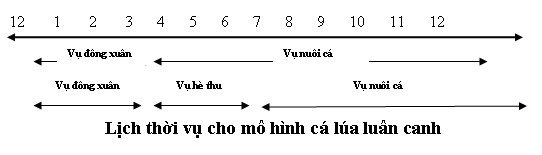 12 1 2 3 4 5 6 7 8 9 10 11 12
Vụ đông xuân Vụ nuôi cá
Vụ đông xuân Vụ hè thu Vụ nuôi cá
Lịch thời vụ cho mô hình cá lúa luân canh